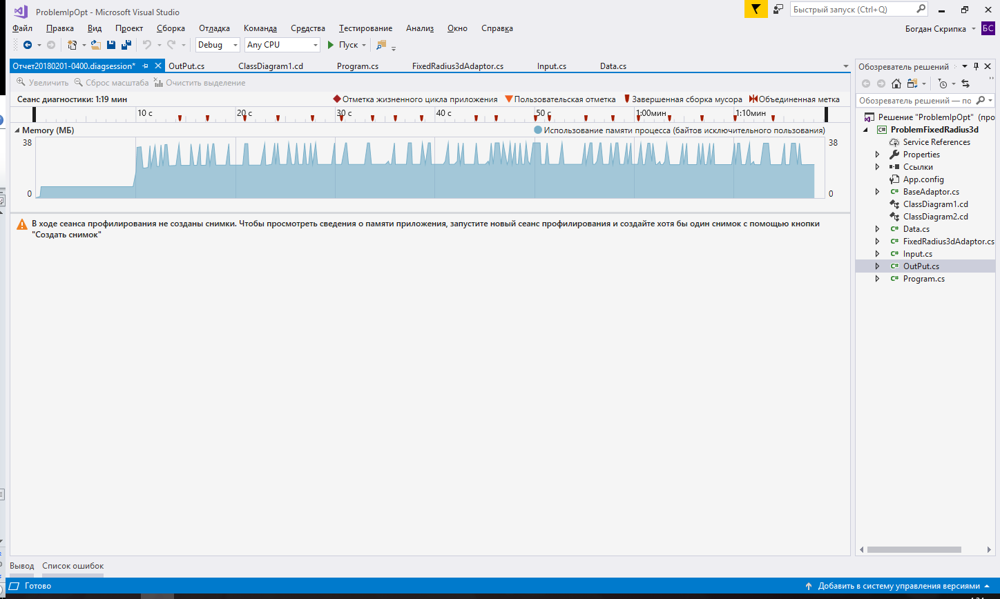 ProblemIpOpt - Microsoft Visual Studio
Быстрый запуск (Ctrl+Q)
Файл Правка Вид Проект Сборка Отладка Команда Средства Тестирование Анализ Окно Справка
Богдан Скрипка БС
Debug Any CPU Пуск
Отчет20180201-0400.diagsession* OutPut.cs ClassDiagram1.cd Program.cs FixedRadius3dAdaptor.cs Input.cs Data.cs
Увеличить Сброс масштаба Очистить выделение
Сеанс диагностики: 1:19 мин
Отметка жизненного цикла приложения Пользовательская отметка Завершенная сборка мусора Объединенная метка
10 с 20 с 30 с 40 с 50 с 1:00мин 1:10мин
Memory (МБ)
Использование памяти процесса (байтов исключительного пользования)
38 38
0 0
В ходе сеанса профилирования не созданы снимки. Чтобы просмотреть сведения о памяти приложения, запустите новый сеанс профилирования и создайте хотя бы один снимок с помощью кнопки
"Создать снимок"
Обозреватель решений
Обозреватель решений — по
Решение "ProblemIpOpt" (про
ProblemFixedRadius3d
Service References
Properties
Ссылки
App.config
BaseAdaptor.cs
ClassDiagram1.cd
ClassDiagram2.cd
Data.cs
FixedRadius3dAdaptor.cs
Input.cs
OutPut.cs
Program.cs
Вывод Список ошибок
Готово
Добавить в систему управления версиями